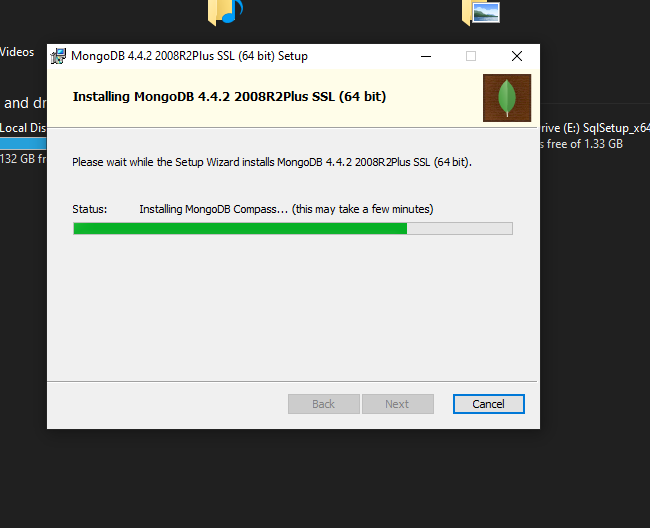 Videos
MongoDB 4.4.2 2008R2Plus SSL (64 bit) Setup
Installing MongoDB 4.4.2 2008R2Plus SSL (64 bit)
and dr
Local Dis
rive (E:) SqlSetup_x64
s free of 1.33 GB
132 GB fr
Please wait while the Setup Wizard installs MongoDB 4.4.2 2008R2Plus SSL (64 bit).
Status: Installing MongoDB Compass... (this may take a few minutes)
Back Next Cancel